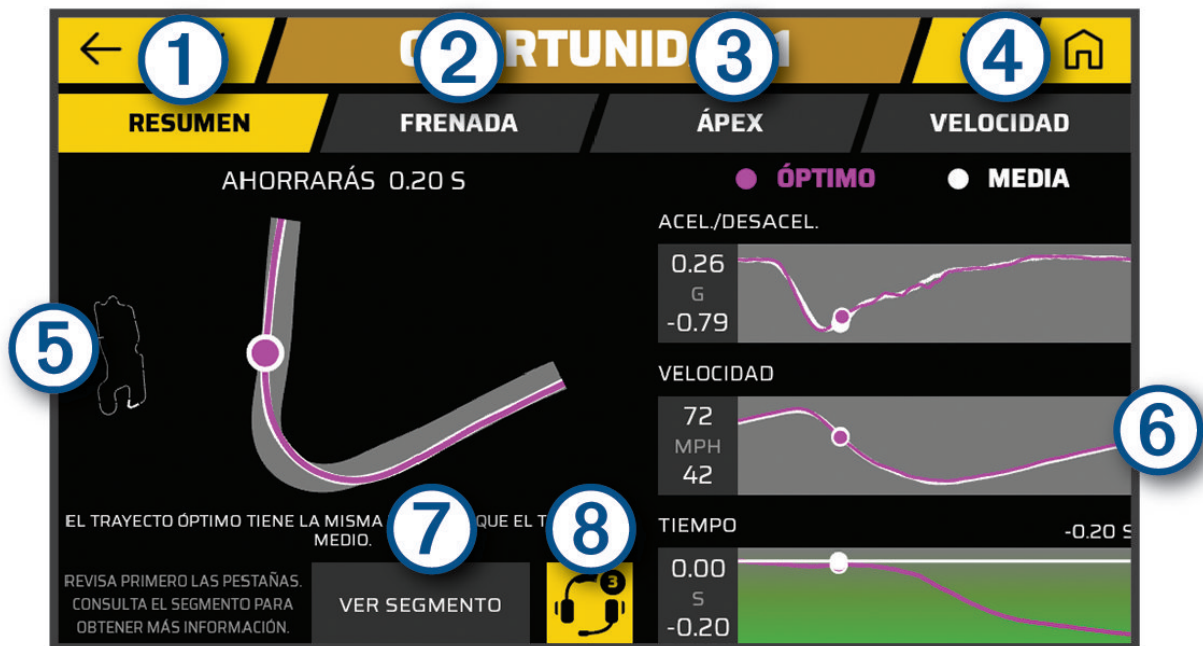 1 2 3 4
RESUMEN FRENADA ÁPEX VELOCIDAD
AHORRARÁS 0.20 S
ÓPTIMO MEDIA
ACEL./DESACEL.
0.26
G
-0.79
5
VELOCIDAD
72
MPH
42
6
EL TRAYECTO ÓPTIMO TIENE LA MISMA QUE EL
MEDIO.
7 8
REVISA PRIMERO LAS PESTAÑAS.
CONSULTA EL SEGMENTO PARA
OBTENER MÁS INFORMACIÓN.
VER SEGMENTO
3
TIEMPO -0.20 S
0.00
S
-0.20